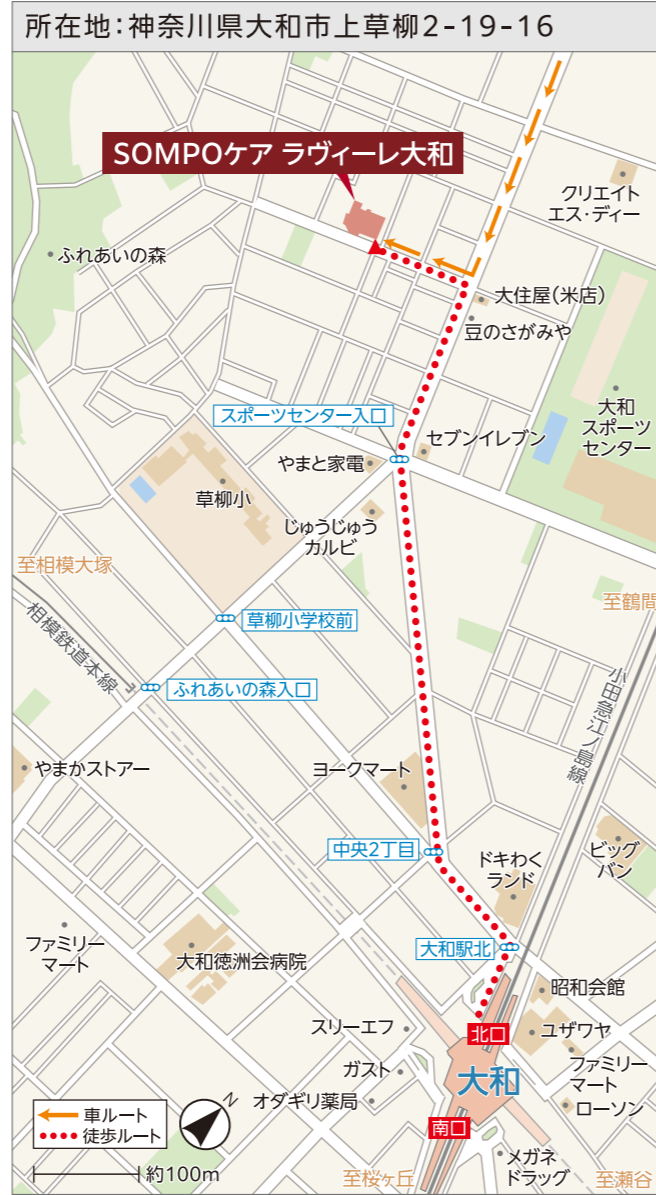 所在地:神奈川県大和市上草柳2-19-16
SOMPOケア ラヴィーレ大和
クリエイト
エス・ディー
ふれあいの森
大住屋(米店)
豆のさがみや
大和
スポーツ
センター
スポーツセンター入口
セブンイレブン
やまと家電
草柳小
じゅうじゅう
カルビ
至相模大塚
至鶴間
草柳小学校前
相模鉄道本線
ふれあいの森入口
小田急江ノ島線
やまかストアー
ヨークマート
中央2丁目
ドキわく
ランド
ビッグ
バン
ファミリー
マート
大和徳洲会病院
大和駅北
昭和会館
スリーエフ
北口
ユザワヤ
ガスト
大和
ファミリー
マート
オダギリ薬局
ローソン
南口
車ルート
徒歩ルート
N
約100m
至桜ヶ丘
メガネ
ドラッグ
至瀬谷